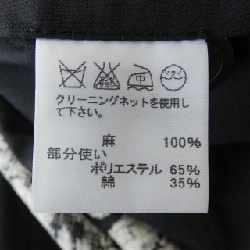 クリーニングネットを使用し
て下さい。
麻 100%
部分使い
ポリエステル 65%
綿 35%